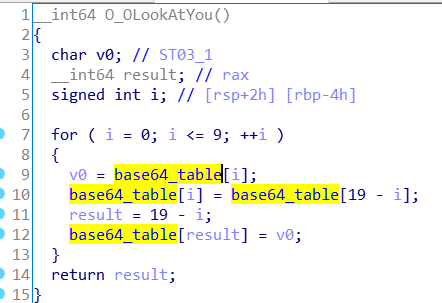 1 __int64 O_OLookAtYou()
2 {
3 char v0; // ST03_1
4 __int64 result; // rax
5 signed int i; // [rsp+2h] [rbp-4h]
6
7 for ( i = 0; i <= 9; ++i )
8 {
9 v0 = base64_table[i];
10 base64_table[i] = base64_table[19 - i];
11 result = 19 - i;
12 base64_table[result] = v0;
13 }
14 return result;
15 }